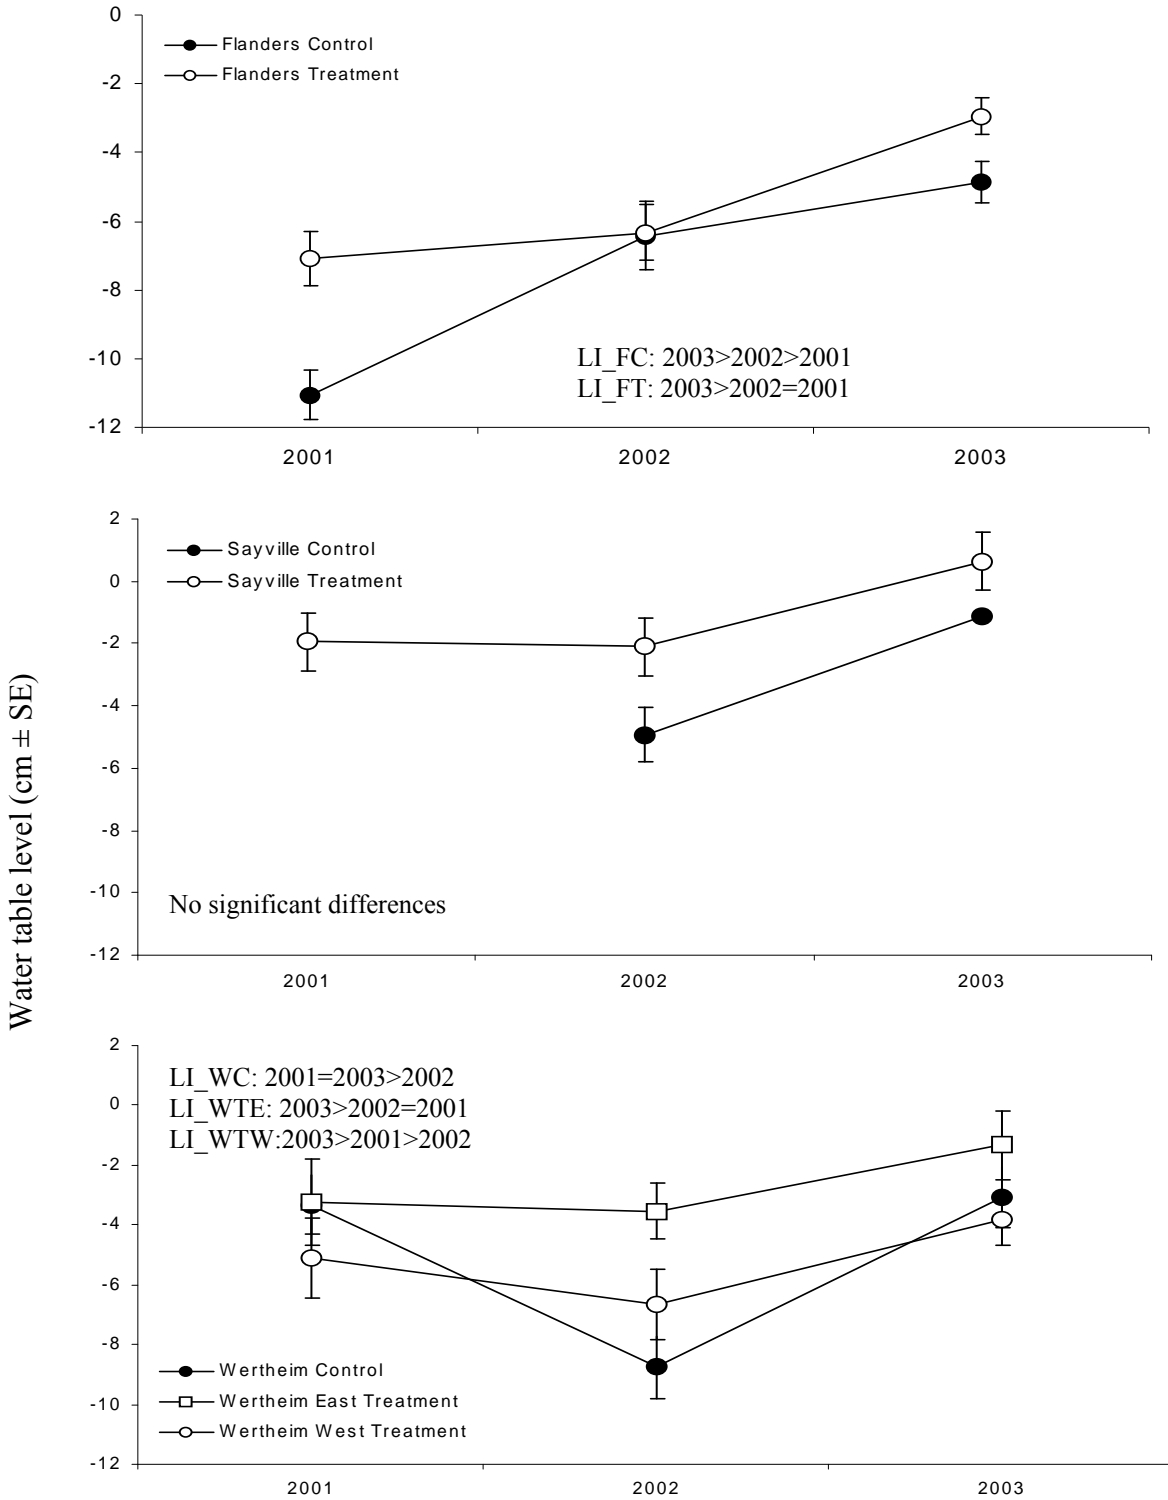 0
Flanders Control
Flanders Treatment
-2
-4
-6
-8
-10
LI_FC: 2003>2002>2001
LI_FT: 2003>2002=2001
-12
2001 2002 2003
Water table level (cm ± SE)
2
Sayville Control
Sayville Treatment
0
-2
-4
-6
-8
-10
No significant differences
-12
2001 2002 2003
2
LI_WC: 2001=2003>2002
LI_WTE: 2003>2002=2001
LI_WTW:2003>2001>2002
0
-2
-4
-6
-8
Wertheim Control
Wertheim East Treatment
Wertheim West Treatment
-10
-12
2001 2002 2003